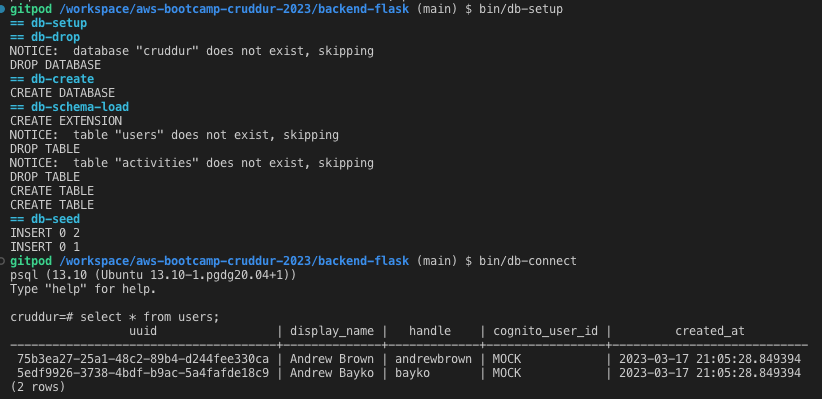 gitpod /workspace/aws-bootcamp-cruddur-2023/backend-flask (main) $ bin/db-setup
== db-setup
== db-drop
NOTICE:  database "cruddur" does not exist, skipping
DROP DATABASE
== db-create
CREATE DATABASE
== db-schema-load
CREATE EXTENSION
NOTICE:  table "users" does not exist, skipping
DROP TABLE
NOTICE:  table "activities" does not exist, skipping
DROP TABLE
CREATE TABLE
CREATE TABLE
== db-seed
INSERT 0 2
INSERT 0 1
gitpod /workspace/aws-bootcamp-cruddur-2023/backend-flask (main) $ bin/db-connect
psql (13.10 (Ubuntu 13.10-1.pgdg20.04+1))
Type "help" for help.
cruddur=# select * from users;
uuid | display_name | handle | cognito_user_id | created_at
--------------------------------------+--------------+-------------+-----------------+----------------------------
75b3ea27-25a1-48c2-89b4-d244fee330ca | Andrew Brown | andrewbrown | MOCK | 2023-03-17 21:05:28.849394
5edf9926-3738-4bdf-b9ac-5a4fafde18c9 | Andrew Bayko | bayko | MOCK | 2023-03-17 21:05:28.849394
(2 rows)